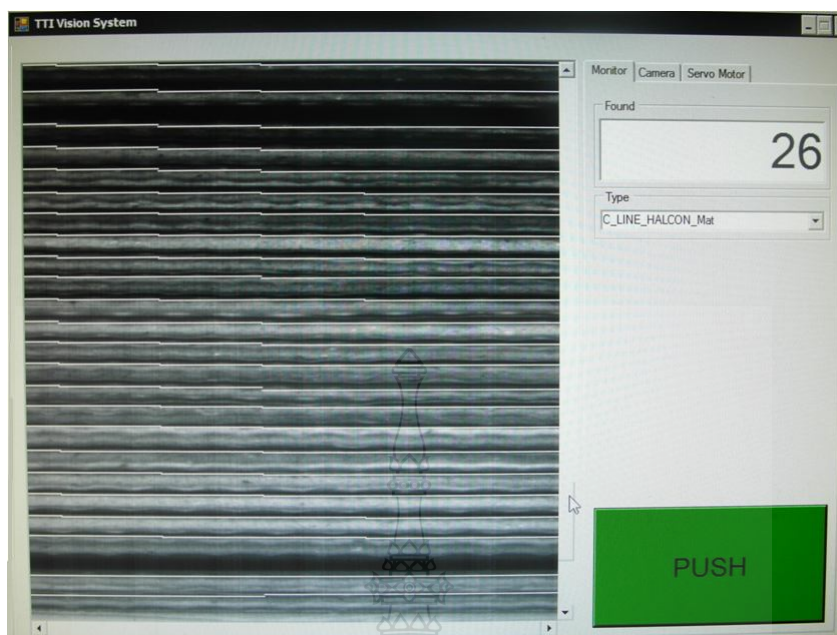 TTI Vision System
Monitor
Camera
Servo Motor
Found
26
Type
C_LINE_HALCON_Mat
PUSH